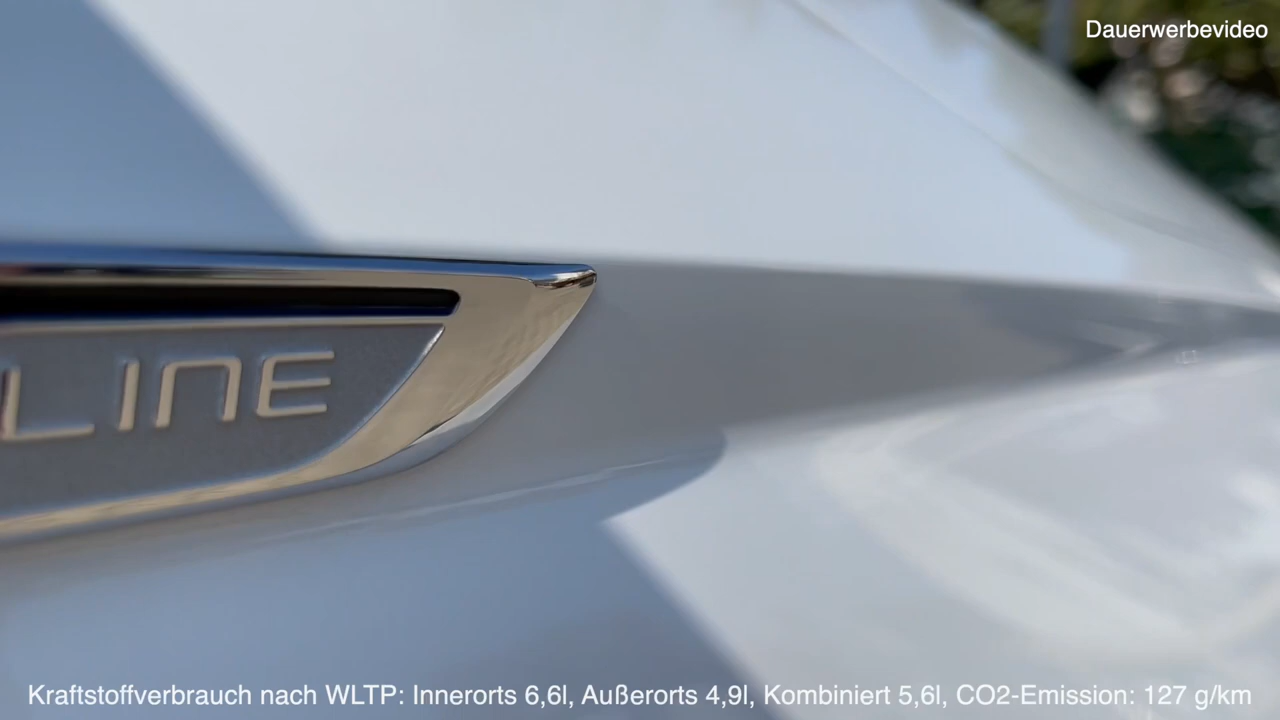 Dauerwerbevideo
LINE
Kraftstoffverbrauch nach WLTP: Innerorts 6,6l, Außerorts 4,9l, Kombiniert 5,6l, CO2-Emission: 127 g/km